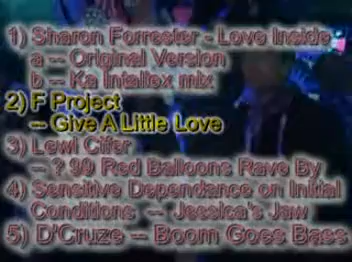 1) Sharon Forrester - Love Inside
a -- Original Version
b -- Ka Intallex mix
2) F Project
-- Give A Little Love
3) Lewi Cifer
-- ? 99 Red Balloons Rave By
4) Sensitive Dependance on Initial
Conditions -- Jessica's Jaw
5) D'Cruze -- Boom Goes Bass